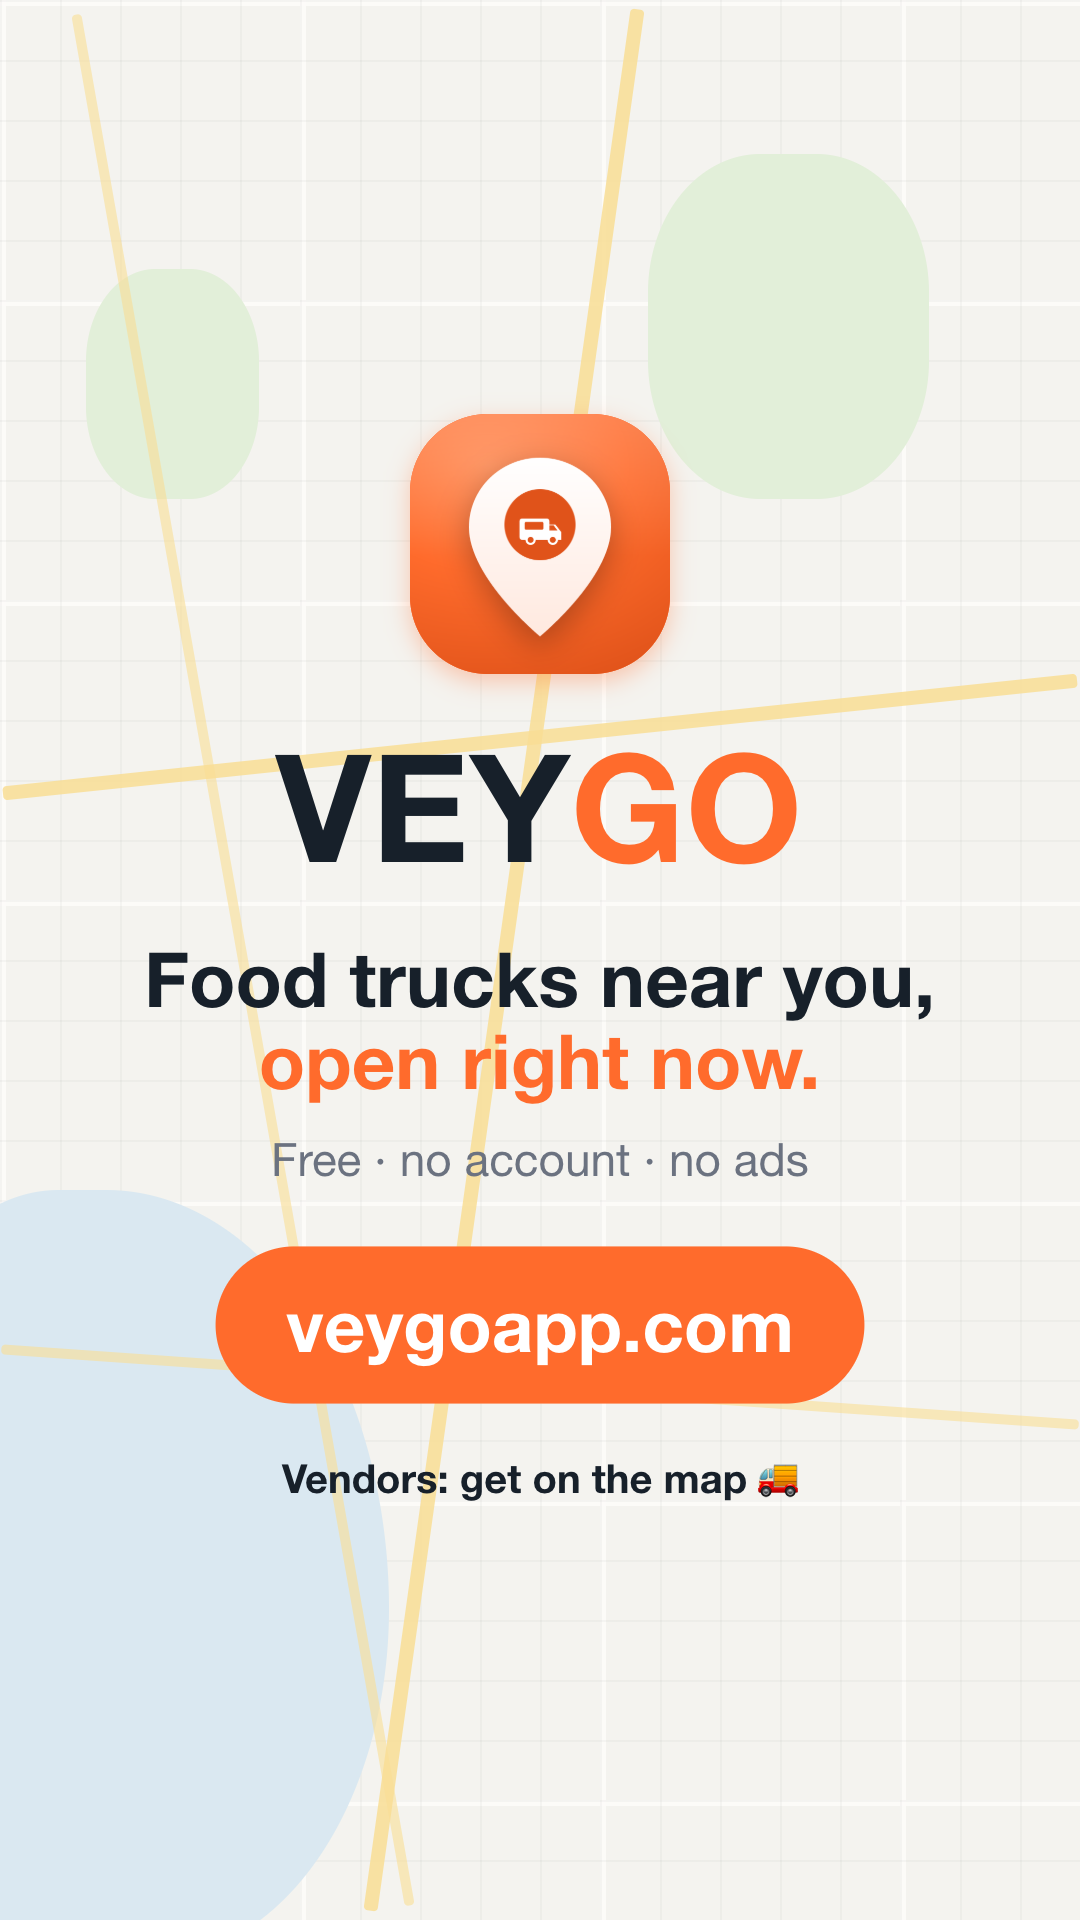 VEYGO
Food trucks near you,
open right now.
Free · no account · no ads
veygoapp.com
Vendors: get on the map 🚚